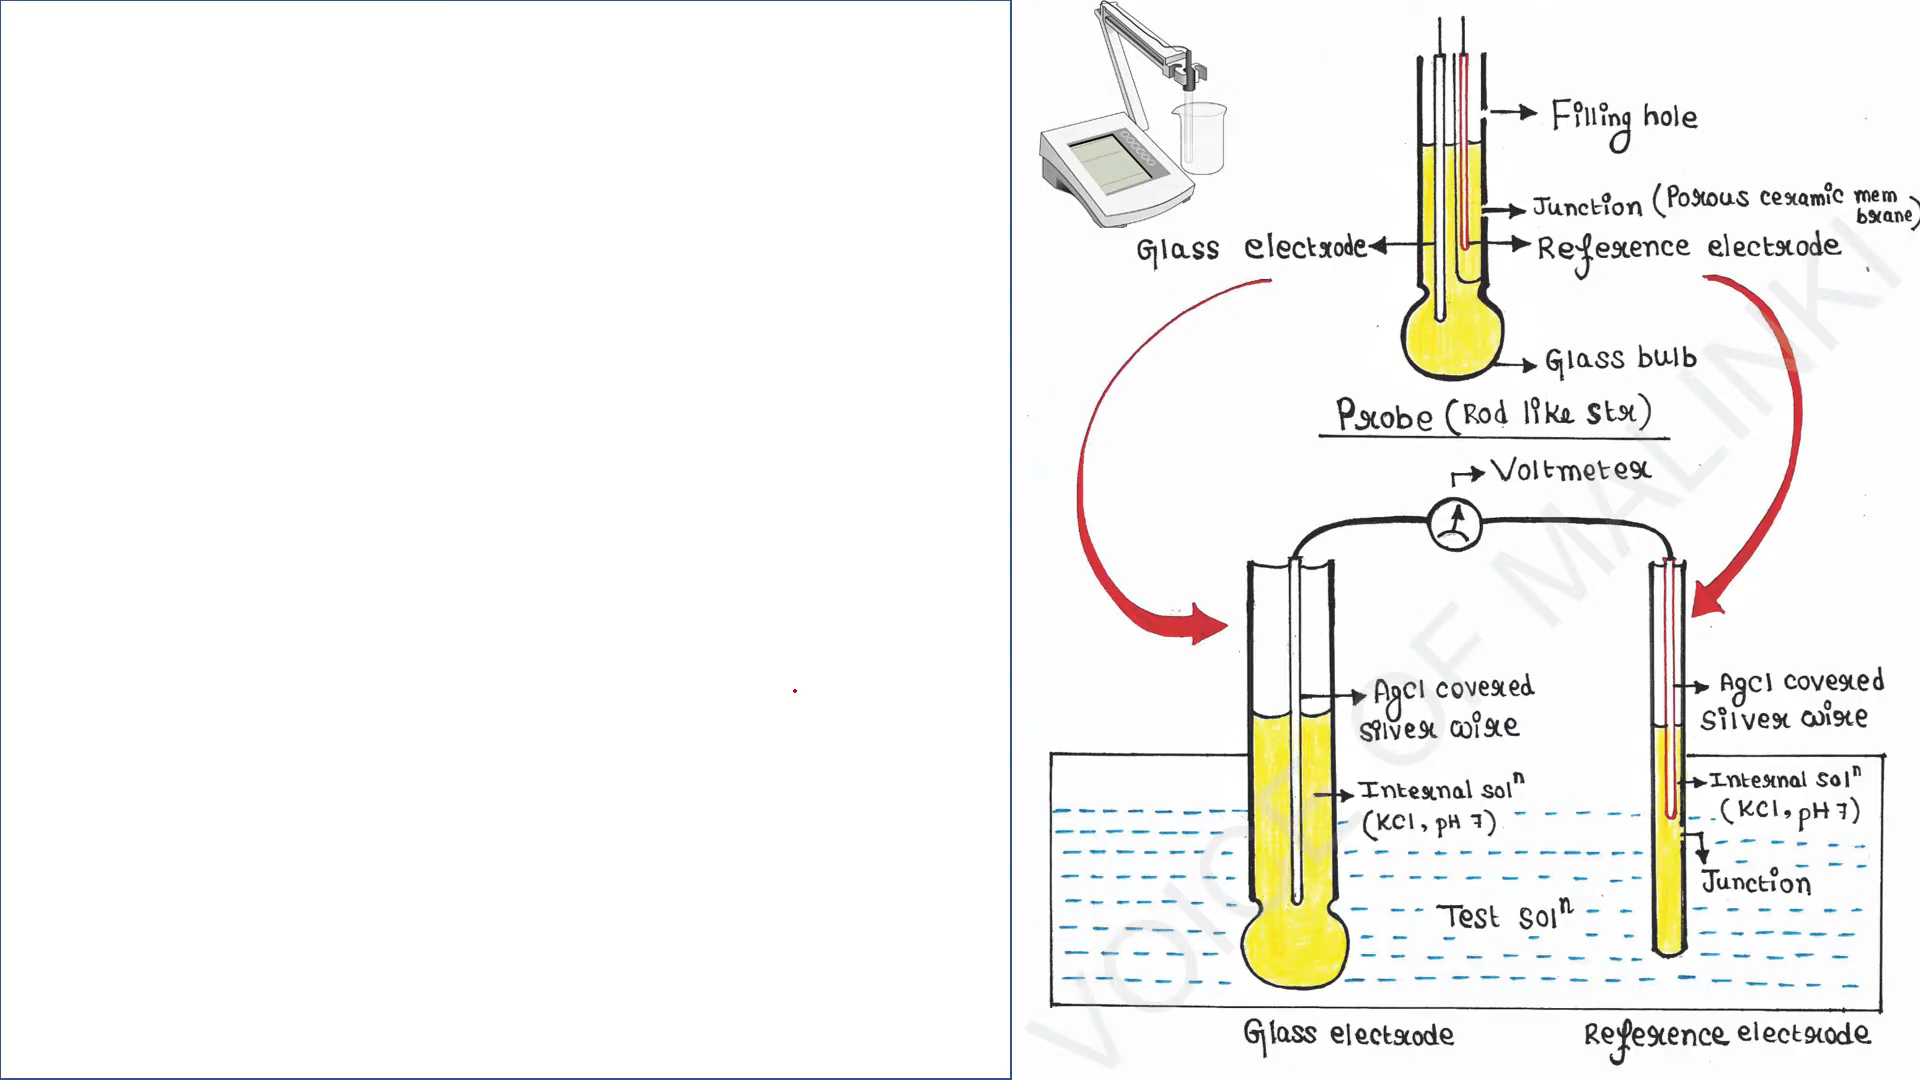 Filling hole
Junction (Porous ceramic mem
brane)
Glass electrode
Reference electrode
Glass bulb
Probe (Rod like str)
Voltmeter
AgCl covered
silver wire
AgCl covered
silver wire
Internal solⁿ
(KCl, pH 7)
Internal solⁿ
(KCl, pH 7)
Junction
Test solⁿ
Glass electrode
Reference electrode
VOICE OF MALINKI